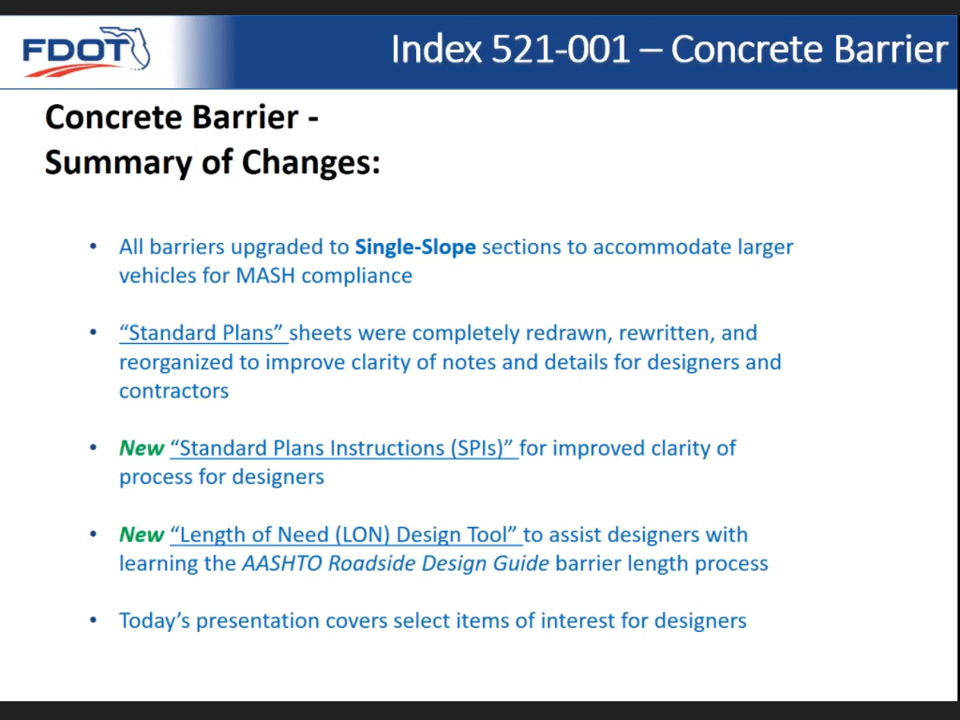 FDOT
Index 521-001 – Concrete Barrier
Concrete Barrier -
Summary of Changes:
• All barriers upgraded to Single-Slope sections to accommodate larger
vehicles for MASH compliance
• “Standard Plans” sheets were completely redrawn, rewritten, and
reorganized to improve clarity of notes and details for designers and
contractors
• New “Standard Plans Instructions (SPIs)” for improved clarity of
process for designers
• New “Length of Need (LON) Design Tool” to assist designers with
learning the AASHTO Roadside Design Guide barrier length process
• Today’s presentation covers select items of interest for designers